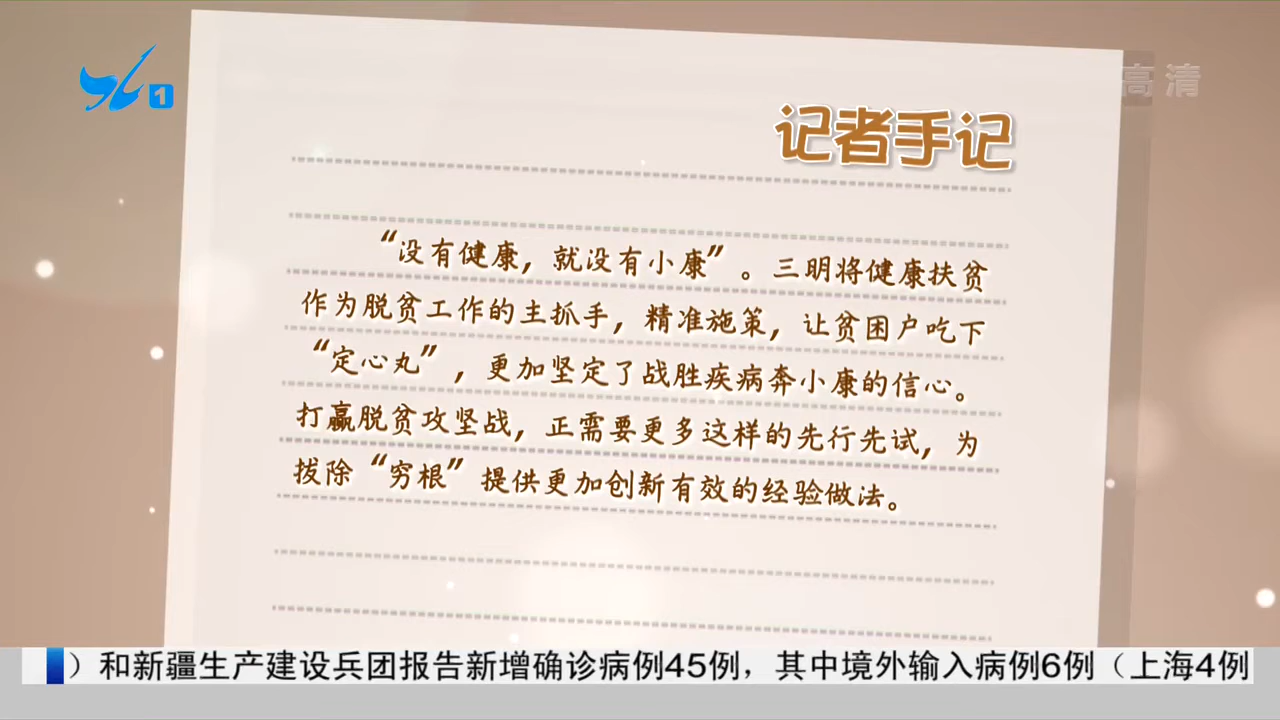 1
高清
记者手记
“没有健康，就没有小康”。三明将健康扶贫
作为脱贫工作的主抓手，精准施策，让贫困户吃下
“定心丸”，更加坚定了战胜疾病奔小康的信心。
打赢脱贫攻坚战，正需要更多这样的先行先试，为
拔除“穷根”提供更加创新有效的经验做法。
）和新疆生产建设兵团报告新增确诊病例45例，其中境外输入病例6例（上海4例